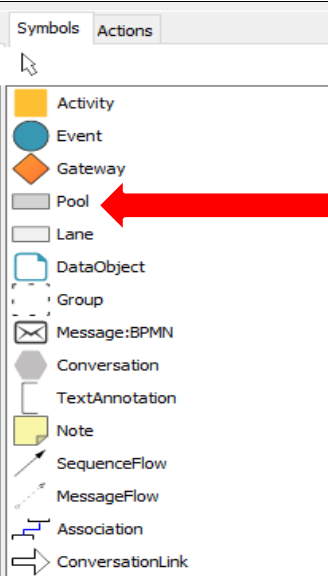 Symbols Actions
Activity
Event
Gateway
Pool
Lane
DataObject
Group
Message:BPMN
Conversation
TextAnnotation
Note
SequenceFlow
MessageFlow
Association
ConversationLink